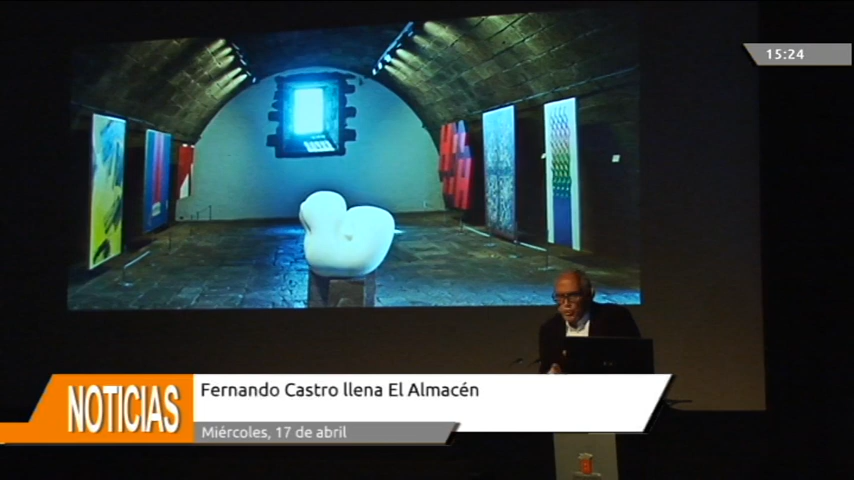 15:24
NOTICIAS
Fernando Castro llena El Almacén
Miércoles, 17 de abril